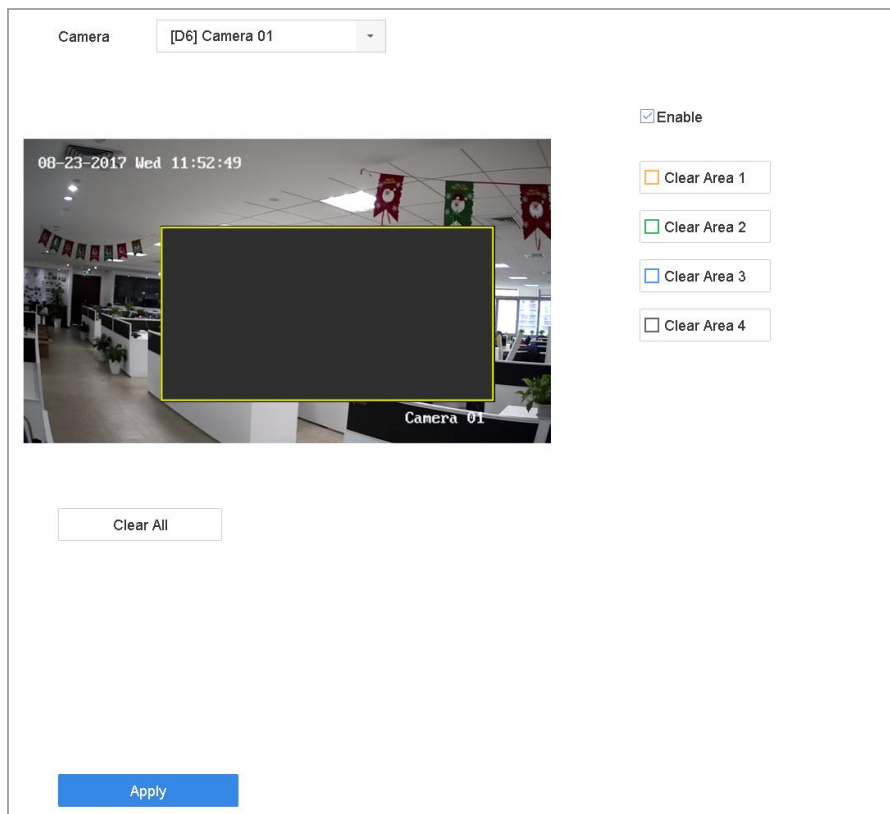 Camera [D6] Camera 01
Enable
08-23-2017 Wed 11:52:49
Clear Area 1
Clear Area 2
Clear Area 3
Clear Area 4
Camera 01
Clear All
Apply